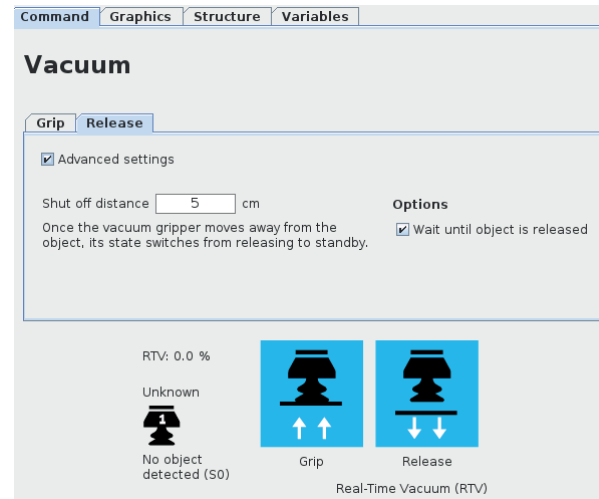 Command Graphics Structure Variables
Vacuum
Grip Release
Advanced settings
Shut off distance 5 cm
Once the vacuum gripper moves away from the
object, its state switches from releasing to standby.
Options
Wait until object is released
RTV: 0.0 %
Unknown
1
No object
detected (S0)
Grip
Release
Real-Time Vacuum (RTV)